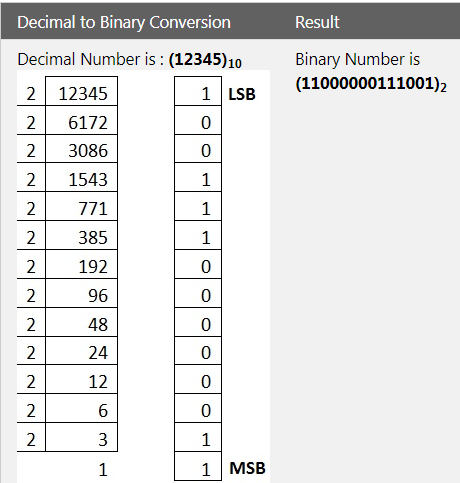 Decimal to Binary Conversion Result
Decimal Number is : (12345)10 Binary Number is
(11000000111001)2
2 12345 1 LSB
2 6172 0
2 3086 0
2 1543 1
2 771 1
2 385 1
2 192 0
2 96 0
2 48 0
2 24 0
2 12 0
2 6 0
2 3 1
1 1 MSB